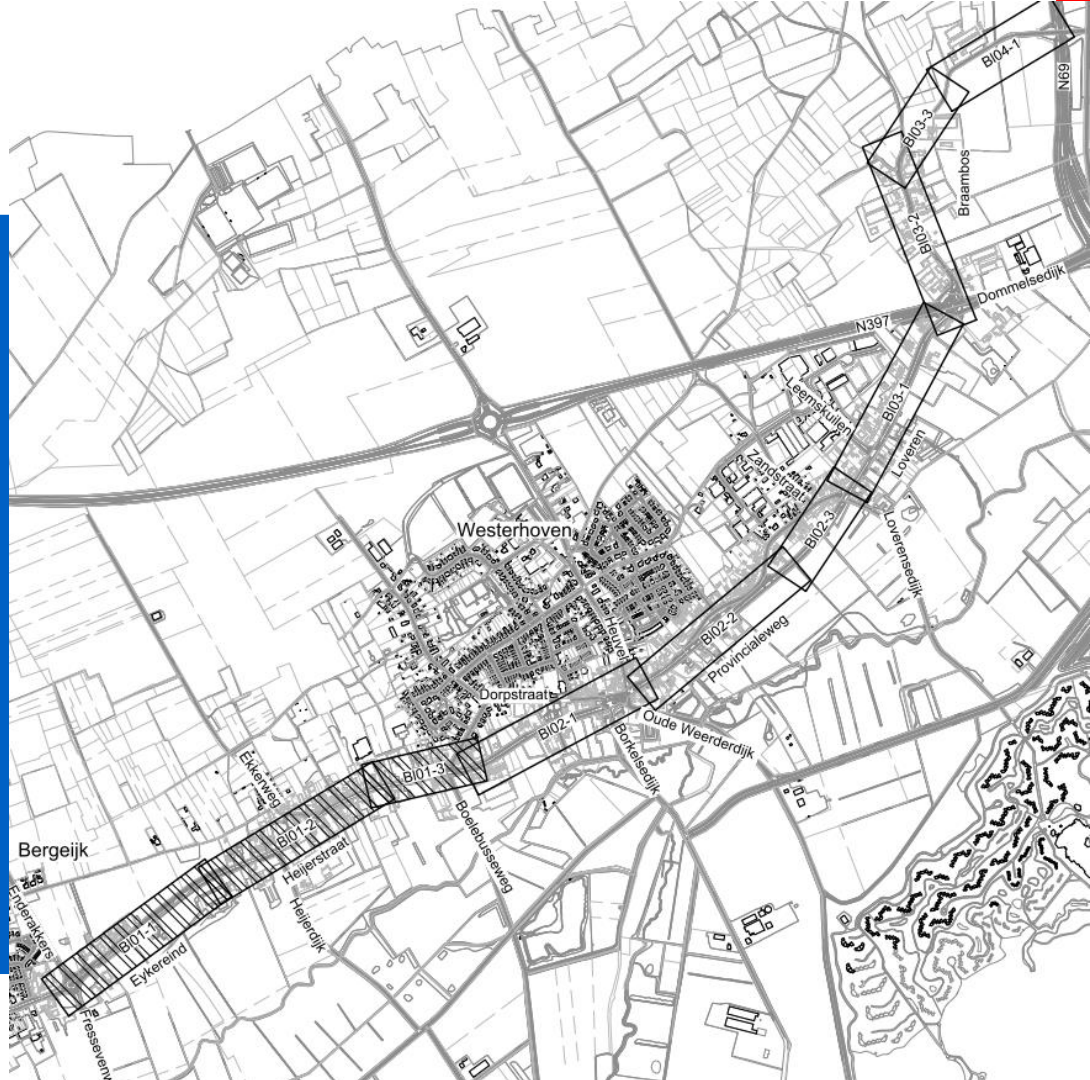 BI04-1
N69
BI03-3
Braambos
BI03-2
Dommelsedijk
N397
Leemskuilen
BI03-1
Loveren
Zandstraat
Westerhoven
BI02-3
Loverensedijk
Heuvel
BI02-2
Provincialeweg
Dorpstraat
BI02-1
Oude Weerderdijk
Borkelsedijk
BI01-3
Ekkerweg
Boelebusseweg
BI01-2
Heijerstraat
Bergeijk
Enderakkers
Heijerdijk
BI01-1
Eykereind